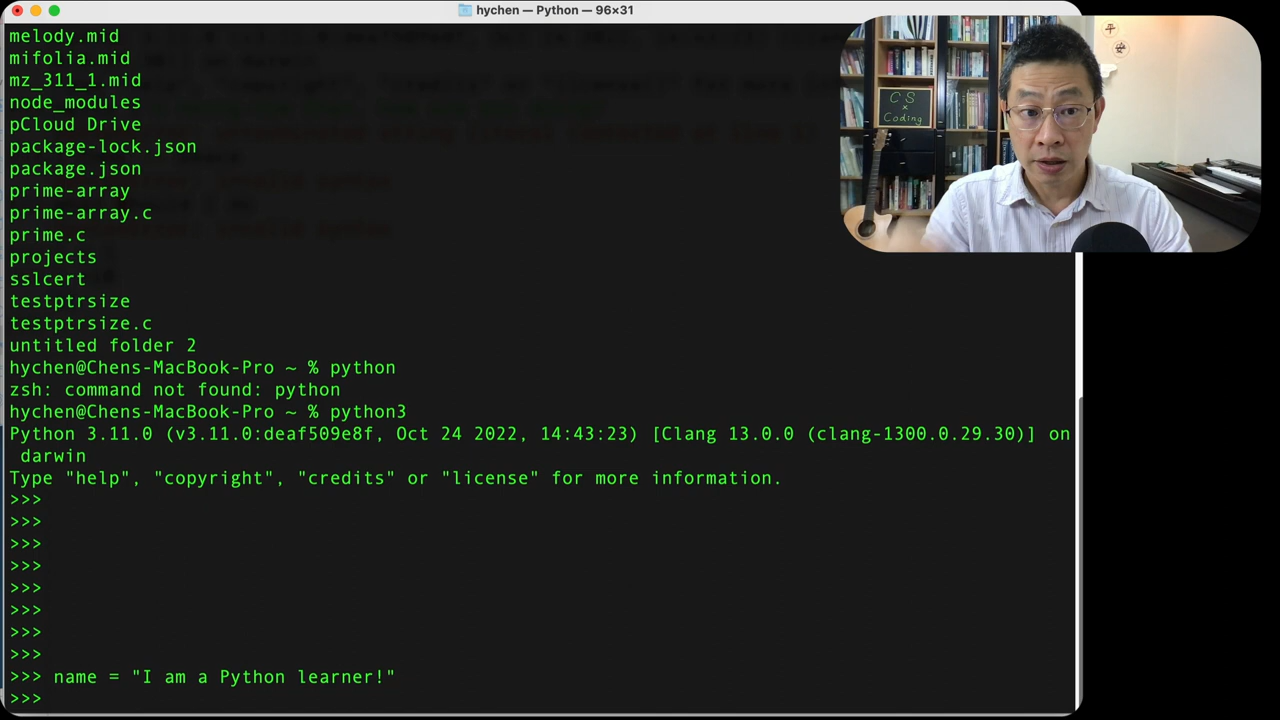 hychen — Python — 96×31
melody.mid
mifolia.mid
mz_311_1.mid
node_modules
pCloud Drive
package-lock.json
package.json
prime-array
prime-array.c
prime.c
projects
sslcert
testptrsize
testptrsize.c
untitled folder 2
hychen@Chens-MacBook-Pro ~ % python
zsh: command not found: python
hychen@Chens-MacBook-Pro ~ % python3
Python 3.11.0 (v3.11.0:deaf509e8f, Oct 24 2022, 14:43:23) [Clang 13.0.0 (clang-1300.0.29.30)] on
darwin
Type "help", "copyright", "credits" or "license" for more information.
>>>
>>>
>>>
>>>
>>>
>>>
>>>
>>>
>>> name = "I am a Python learner!"
>>>
CS
×
Coding
平
安